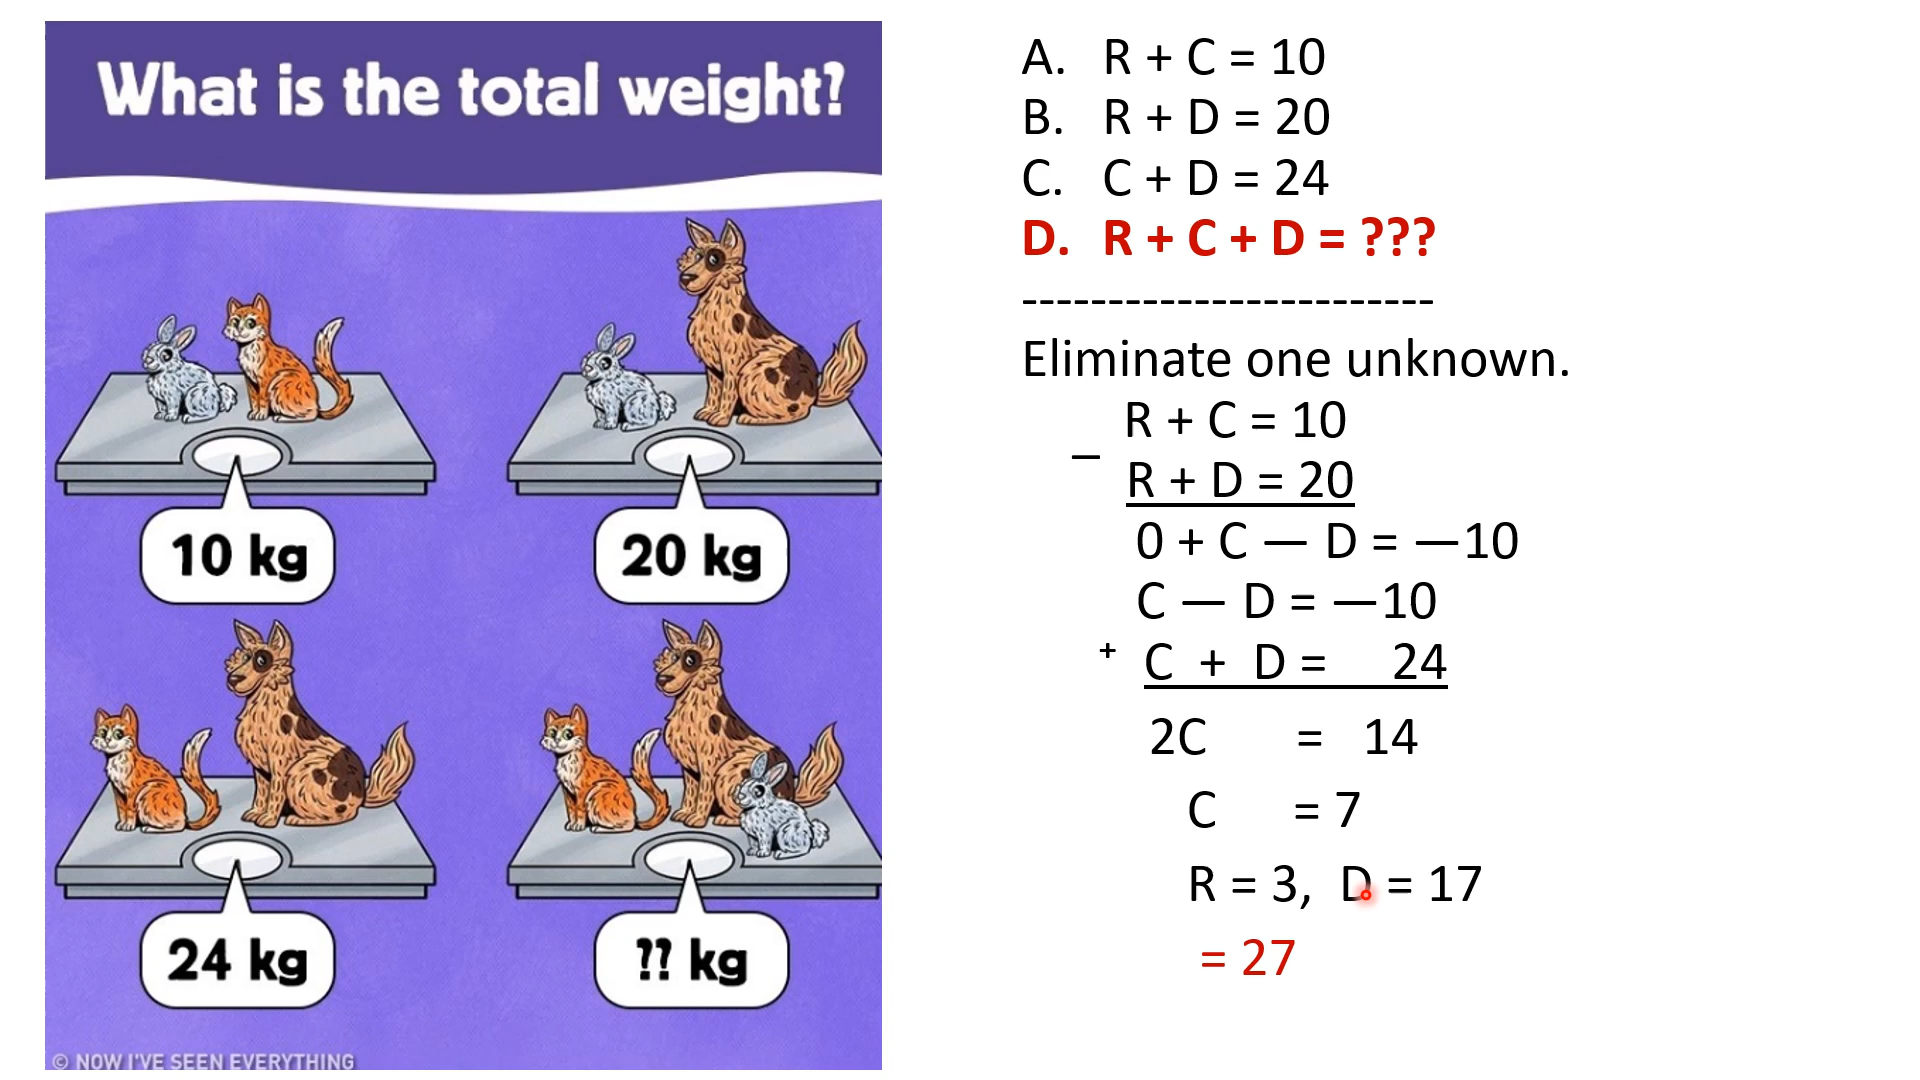 What is the total weight?
10 kg
20 kg
24 kg
?? kg
© NOW I'VE SEEN EVERYTHING
A. R + C = 10
B. R + D = 20
C. C + D = 24
D. R + C + D = ???
------------------------
Eliminate one unknown.
R + C = 10
—
R + D = 20
0 + C — D = —10
C — D = —10
+ C + D = 24
2C = 14
C = 7
R = 3, D = 17
= 27